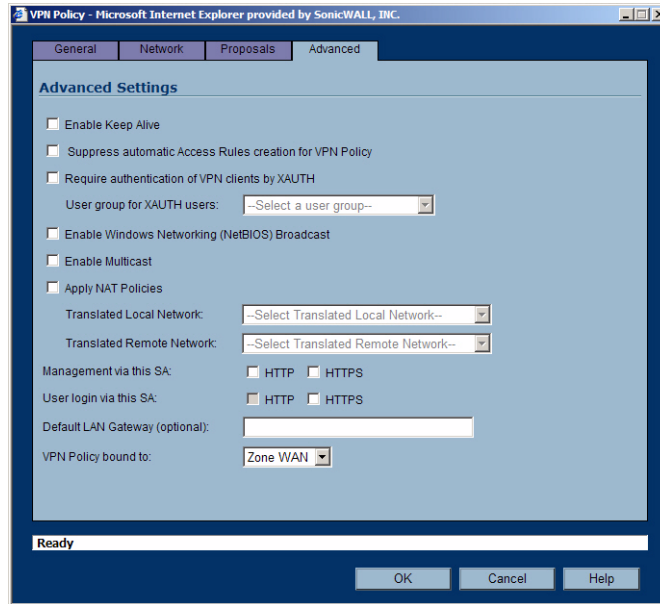 VPN Policy - Microsoft Internet Explorer provided by SonicWALL, INC.
General Network Proposals Advanced
Advanced Settings
Enable Keep Alive
Suppress automatic Access Rules creation for VPN Policy
Require authentication of VPN clients by XAUTH
User group for XAUTH users: --Select a user group--
Enable Windows Networking (NetBIOS) Broadcast
Enable Multicast
Apply NAT Policies
Translated Local Network: --Select Translated Local Network--
Translated Remote Network: --Select Translated Remote Network--
Management via this SA: HTTP HTTPS
User login via this SA: HTTP HTTPS
Default LAN Gateway (optional):
VPN Policy bound to: Zone WAN
Ready
OK Cancel Help